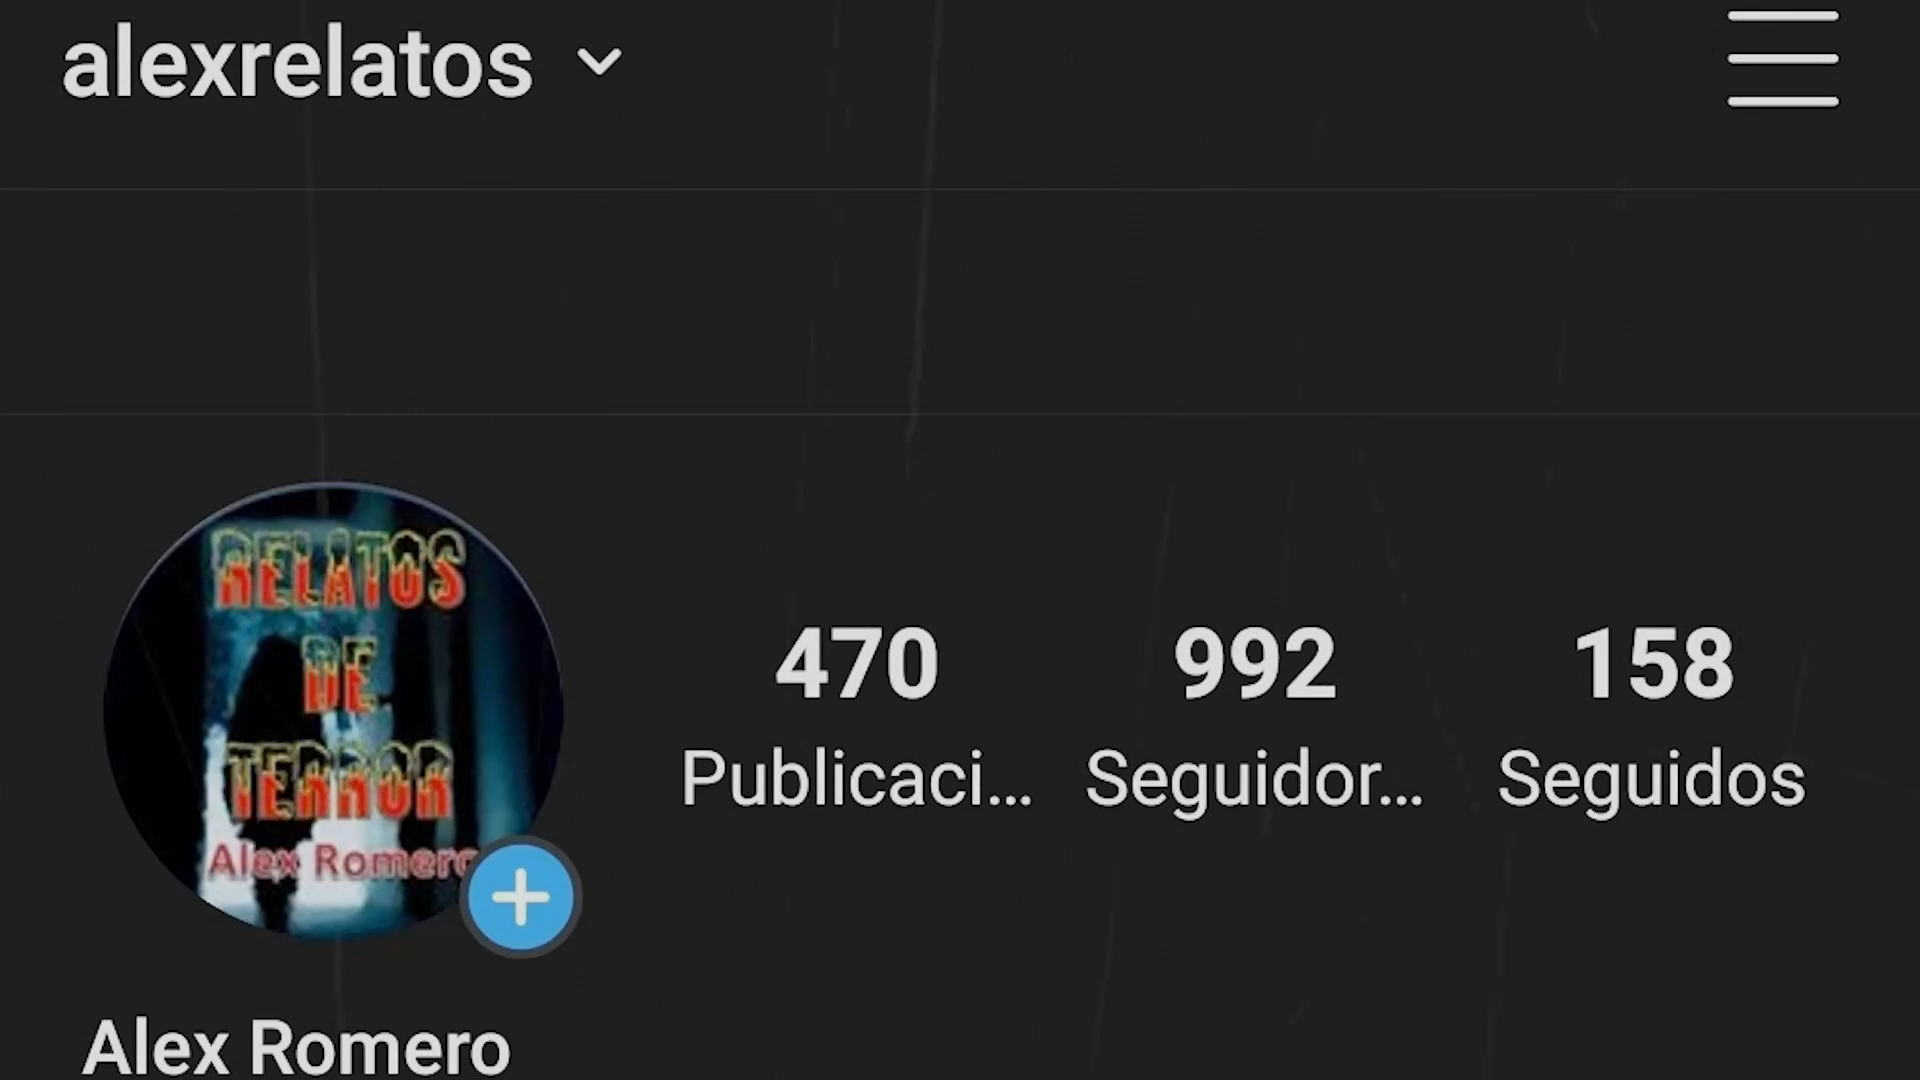 alexrelatos
RELATOS
DE
TERROR
Alex Romero
470
992
158
Publicaci...
Seguidor...
Seguidos
Alex Romero